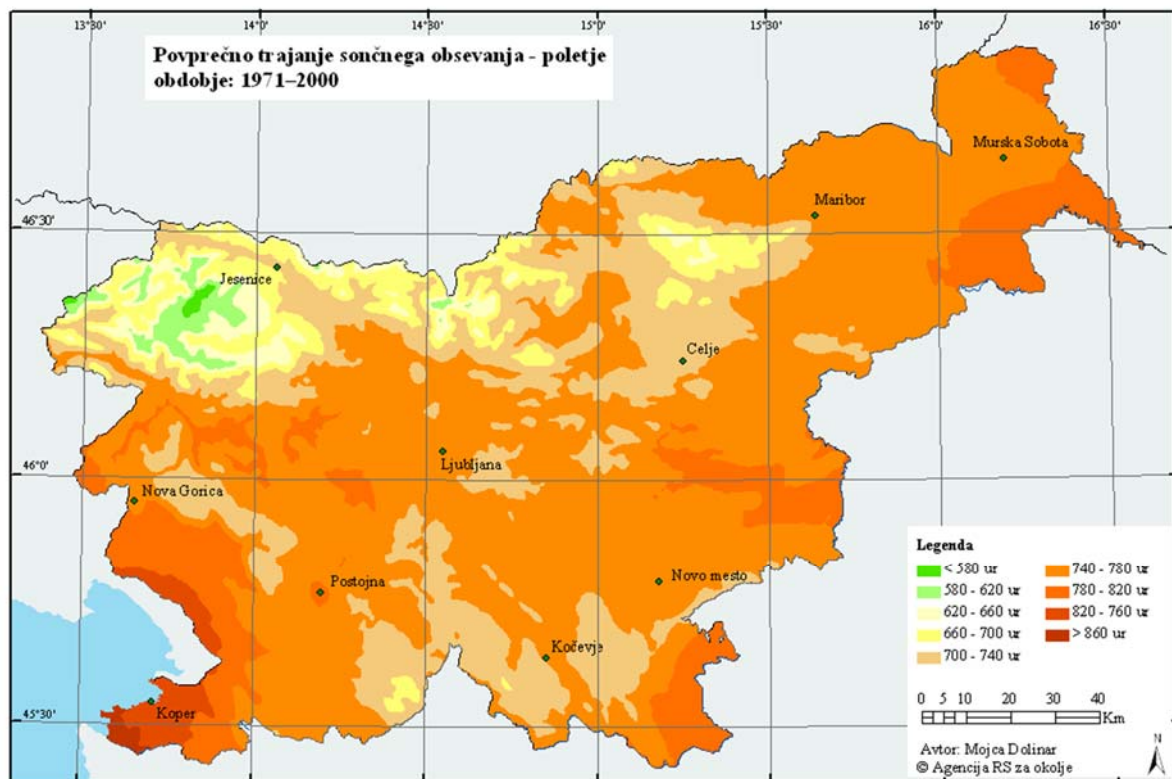 13°30'
14°0'
14°30'
15°0'
15°30'
16°0'
16°30'
Povprečno trajanje sončnega obsevanja - poletje
obdobje: 1971–2000
Murska Sobota
Maribor
46°30'
Jesenice
Celje
Ljubljana
46°0'
Nova Gorica
Postojna
Novo mesto
Kočevje
Koper
45°30'
Legenda
< 580 ur
580 - 620 ur
620 - 660 ur
660 - 700 ur
700 - 740 ur
740 - 780 ur
780 - 820 ur
820 - 760 ur
> 860 ur
0 5 10 20 30 40
Km
N
Avtor: Mojca Dolinar
© Agencija RS za okolje